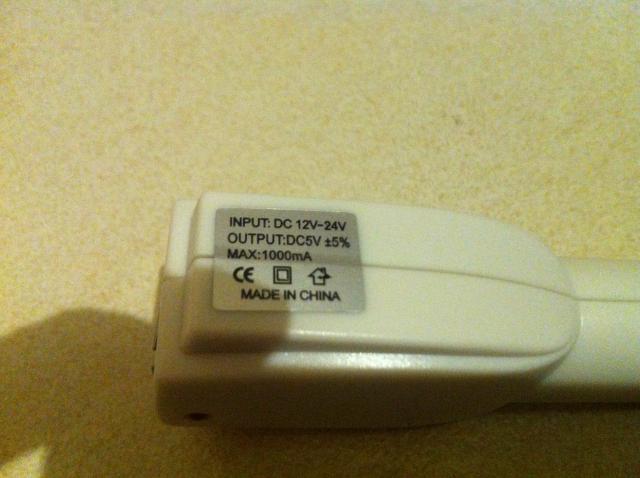 INPUT: DC 12V-24V
OUTPUT:DC5V ±5%
MAX:1000mA
CE
MADE IN CHINA